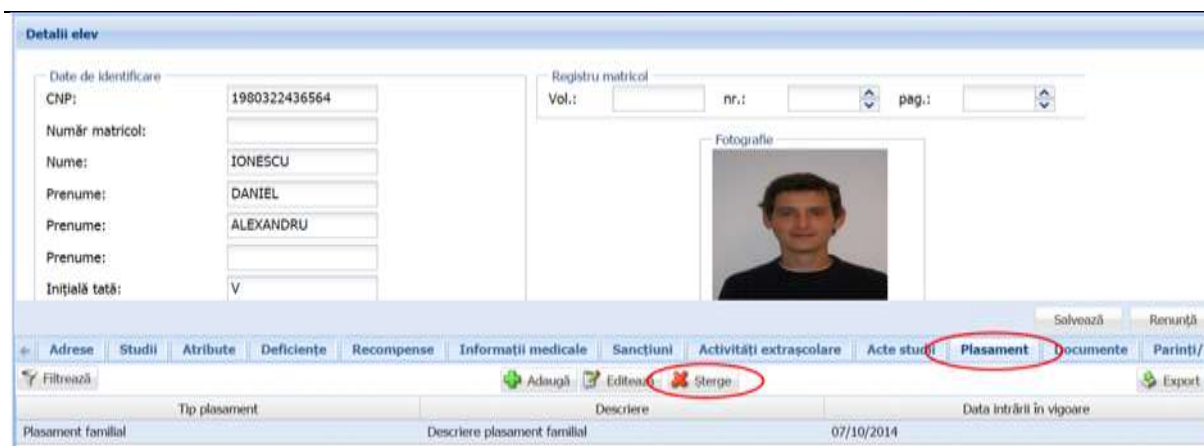 Detalii elev
Date de identificare
Registru matricol
CNP: 1980322436564
Vol.: nr.: pag.:
Număr matricol:
Fotografie
Nume: IONESCU
Prenume: DANIEL
Prenume: ALEXANDRU
Prenume:
Inițială tată: V
Salvează Renunță
Adrese Studii Atribute Deficiențe Recompense Informații medicale Sancțiuni Activități extrașcolare Acte studii Plasament Documente Parinți/
Filtrează Adaugă Editează Șterge Export
Tip plasament Descriere Data intrării în vigoare
Plasament familial Descriere plasament familial 07/10/2014